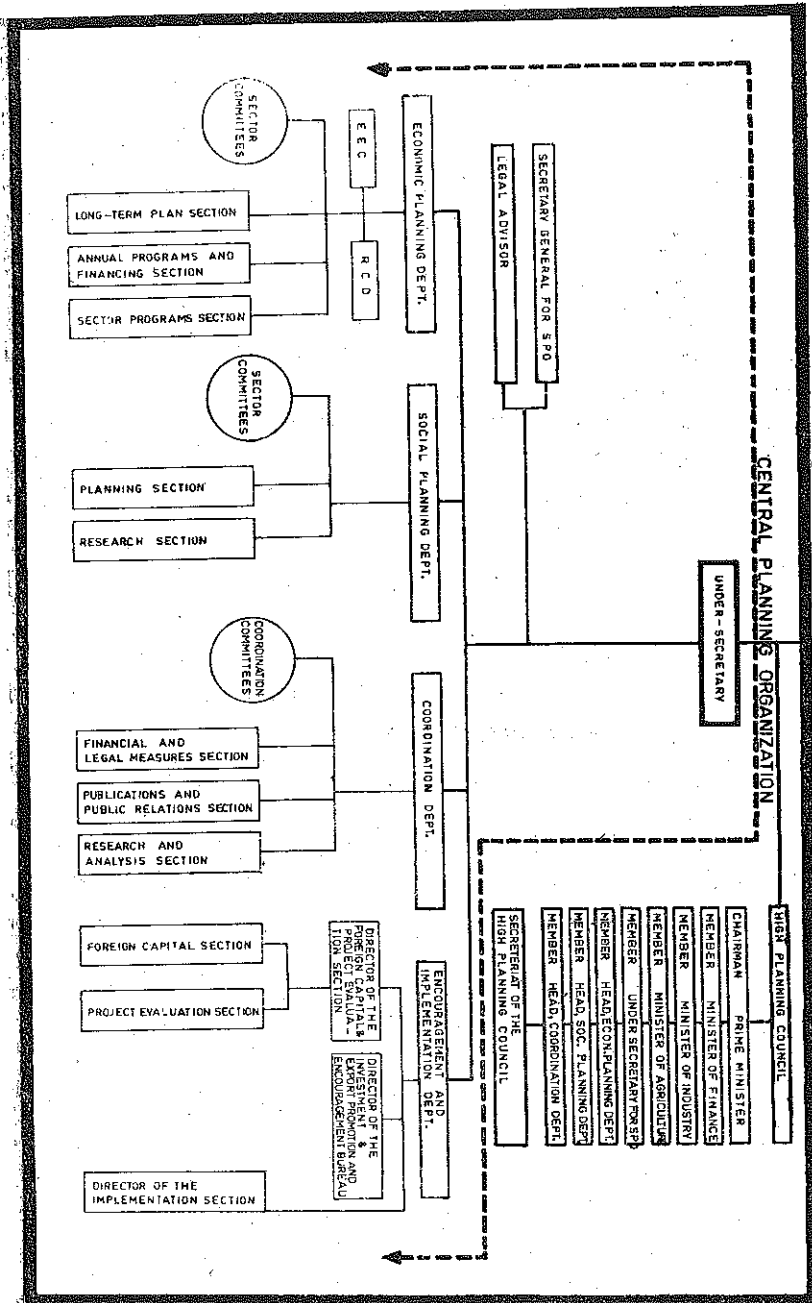 CENTRAL PLANNING ORGANIZATION
HIGH PLANNING COUNCIL
CHAIRMAN PRIME MINISTER
MEMBER MINISTER OF FINANCE
MEMBER MINISTER OF INDUSTRY
MEMBER MINISTER OF AGRICULTURE
MEMBER UNDER SECRETARY FOR SPO
MEMBER HEAD, ECON. PLANNING DEPT.
MEMBER HEAD, SOC. PLANNING DEPT.
MEMBER HEAD, COORDINATION DEPT.
SECRETERIAT OF THE
HIGH PLANNING COUNCIL
UNDER-SECRETARY
SECRETARY GENERAL FOR SPO
LEGAL ADVISOR
ECONOMIC PLANNING DEPT.
E E C
R C D
SECTOR
COMMITTEES
LONG-TERM PLAN SECTION
ANNUAL PROGRAMS AND
FINANCING SECTION
SECTOR PROGRAMS SECTION
SOCIAL PLANNING DEPT.
SECTOR
COMMITTEES
PLANNING SECTION
RESEARCH SECTION
COORDINATION DEPT.
COORDINATION
COMMITTEES
FINANCIAL AND
LEGAL MEASURES SECTION
PUBLICATIONS AND
PUBLIC RELATIONS SECTION
RESEARCH AND
ANALYSIS SECTION
ENCOURAGEMENT AND
IMPLEMENTATION DEPT.
DIRECTOR OF THE
FOREIGN CAPITAL&
PROJECT EVALUA-
TION SECTION
FOREIGN CAPITAL SECTION
PROJECT EVALUATION SECTION
DIRECTOR OF THE
INVESTMENT &
EXPORT PROMOTION AND
ENCOURAGEMENT BUREAU
DIRECTOR OF THE
IMPLEMENTATION SECTION